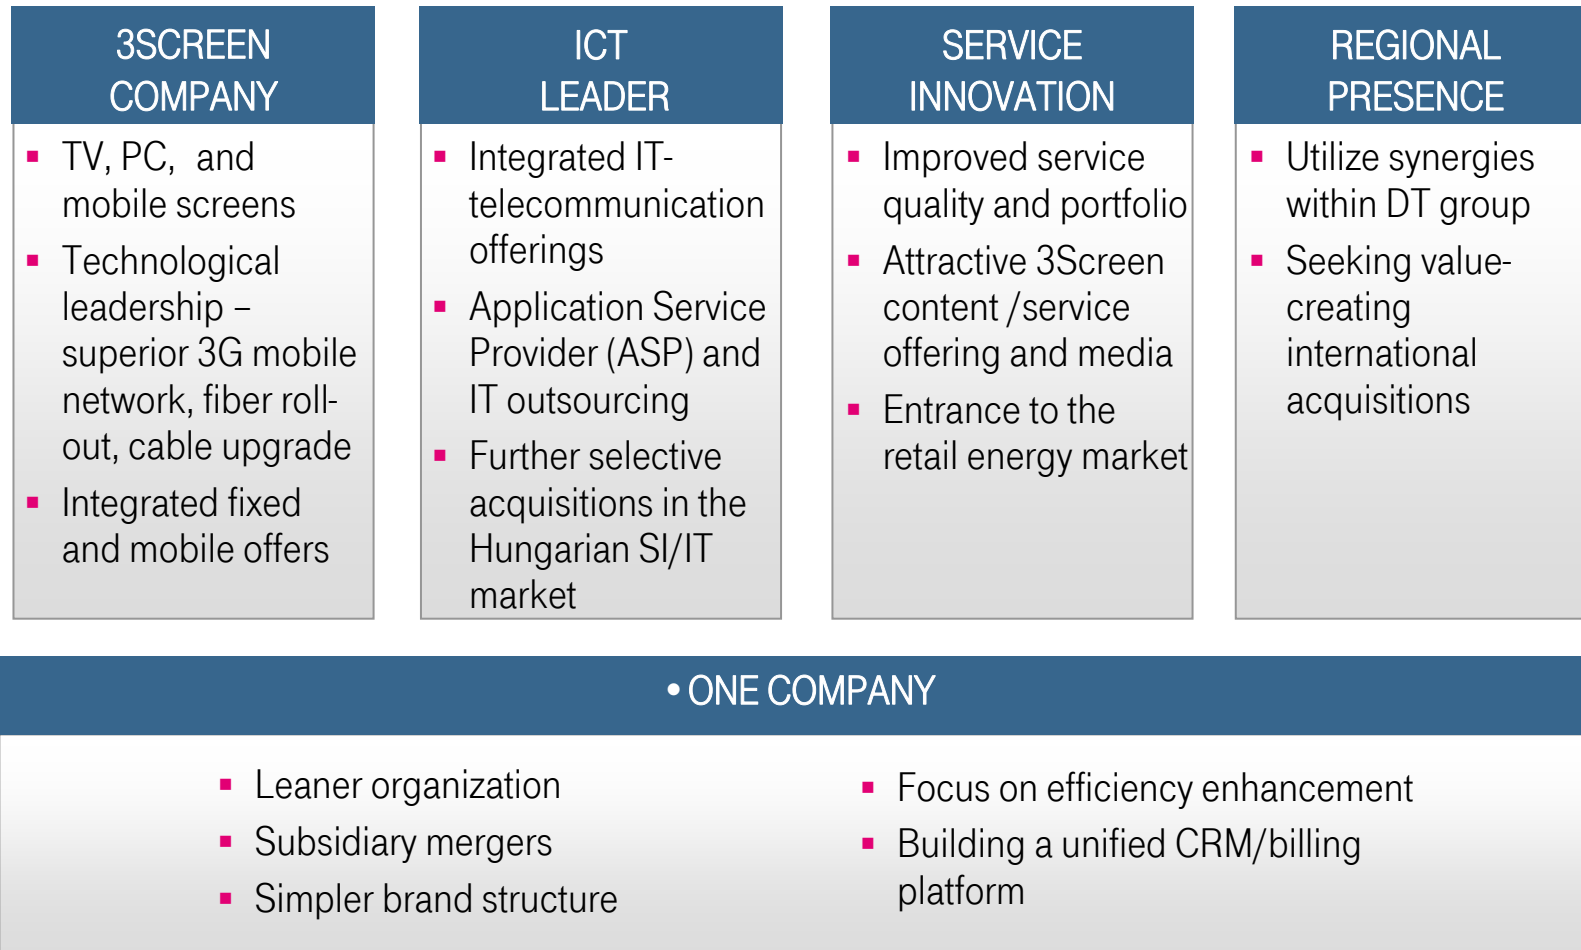 3SCREEN
COMPANY
▪ TV, PC, and
mobile screens
▪ Technological
leadership –
superior 3G mobile
network, fiber roll-
out, cable upgrade
▪ Integrated fixed
and mobile offers
ICT
LEADER
▪ Integrated IT-
telecommunication
offerings
▪ Application Service
Provider (ASP) and
IT outsourcing
▪ Further selective
acquisitions in the
Hungarian SI/IT
market
SERVICE
INNOVATION
▪ Improved service
quality and portfolio
▪ Attractive 3Screen
content /service
offering and media
▪ Entrance to the
retail energy market
REGIONAL
PRESENCE
▪ Utilize synergies
within DT group
▪ Seeking value-
creating
international
acquisitions
• ONE COMPANY
▪ Leaner organization
▪ Subsidiary mergers
▪ Simpler brand structure
▪ Focus on efficiency enhancement
▪ Building a unified CRM/billing
platform